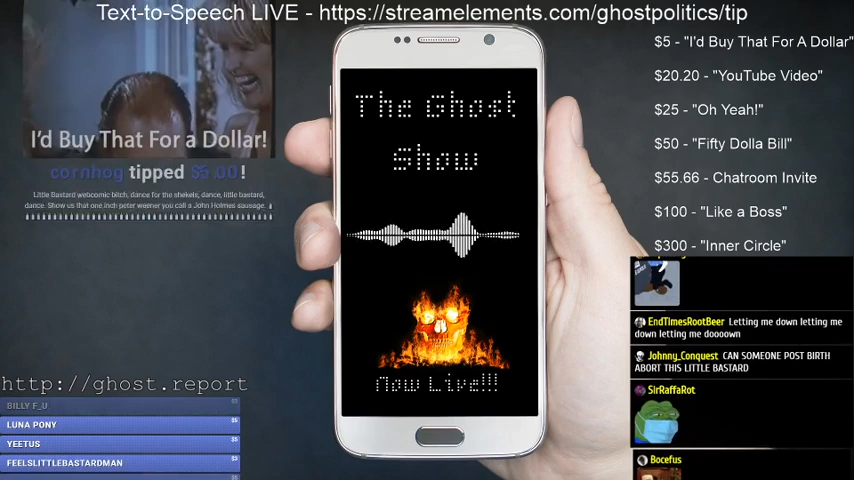 Text-to-Speech LIVE - https://streamelements.com/ghostpolitics/tip
I'd Buy That For a Dollar!
cornhog tipped $5.00!
Little Bastard webcomic bitch, dance for the shekels, dance, little bastard,
dance. Show us that one inch peter weener you call a John Holmes sausage.
The Ghost
Show
Now Live!!!
$5 - "I'd Buy That For A Dollar"
$20.20 - "YouTube Video"
$25 - "Oh Yeah!"
$50 - "Fifty Dolla Bill"
$55.66 - Chatroom Invite
$100 - "Like a Boss"
$300 - "Inner Circle"
EndTimesRootBeer Letting me down letting me
down letting me doooown
Johnny_Conquest CAN SOMEONE POST BIRTH
ABORT THIS LITTLE BASTARD
SirRaffaRot
Bocefus
http://ghost.report
BILLY F_U $5
LUNA PONY $5
YEETUS $5
FEELSLITTLEBASTARDMAN $5